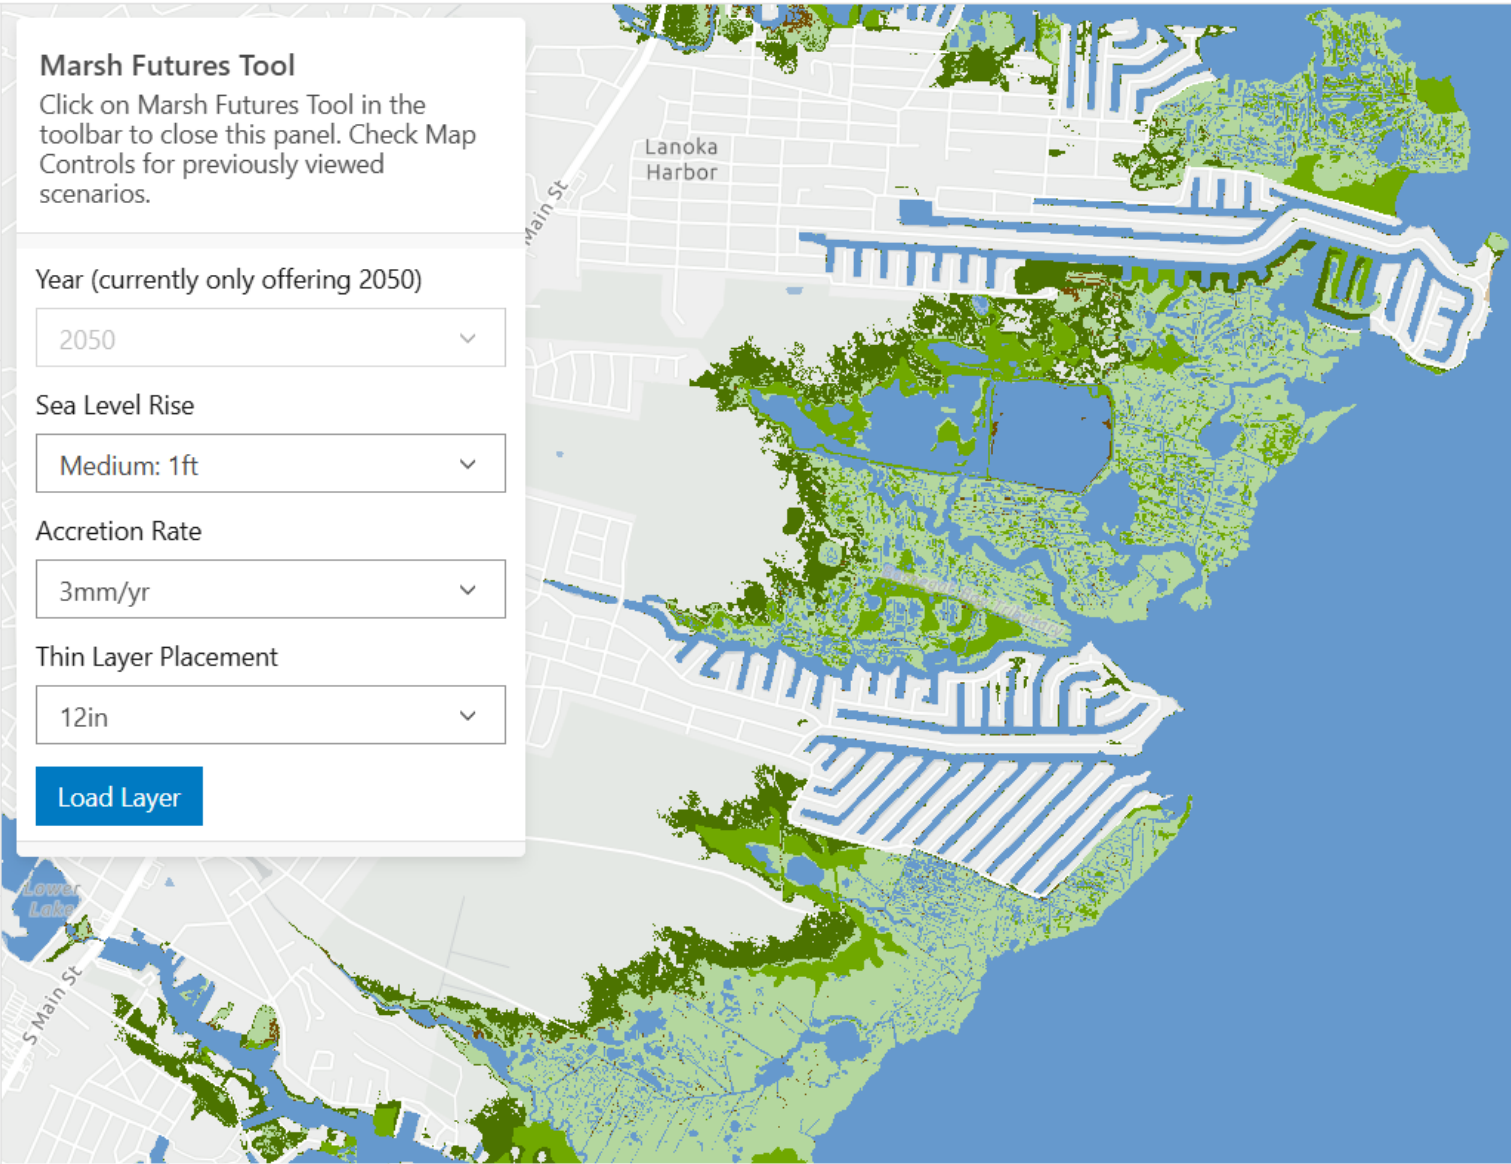 Marsh Futures Tool
Click on Marsh Futures Tool in the
toolbar to close this panel. Check Map
Controls for previously viewed
scenarios.
Year (currently only offering 2050)
2050
Sea Level Rise
Medium: 1ft
Accretion Rate
3mm/yr
Thin Layer Placement
12in
Load Layer
Lanoka
Harbor
Main St
Lower
Lake
S Main St